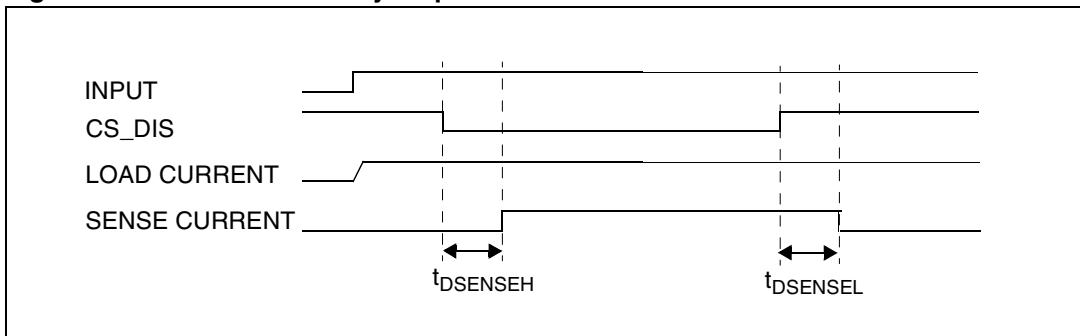 INPUT
CS_DIS
LOAD CURRENT
SENSE CURRENT
tDSENSEH
tDSENSEL